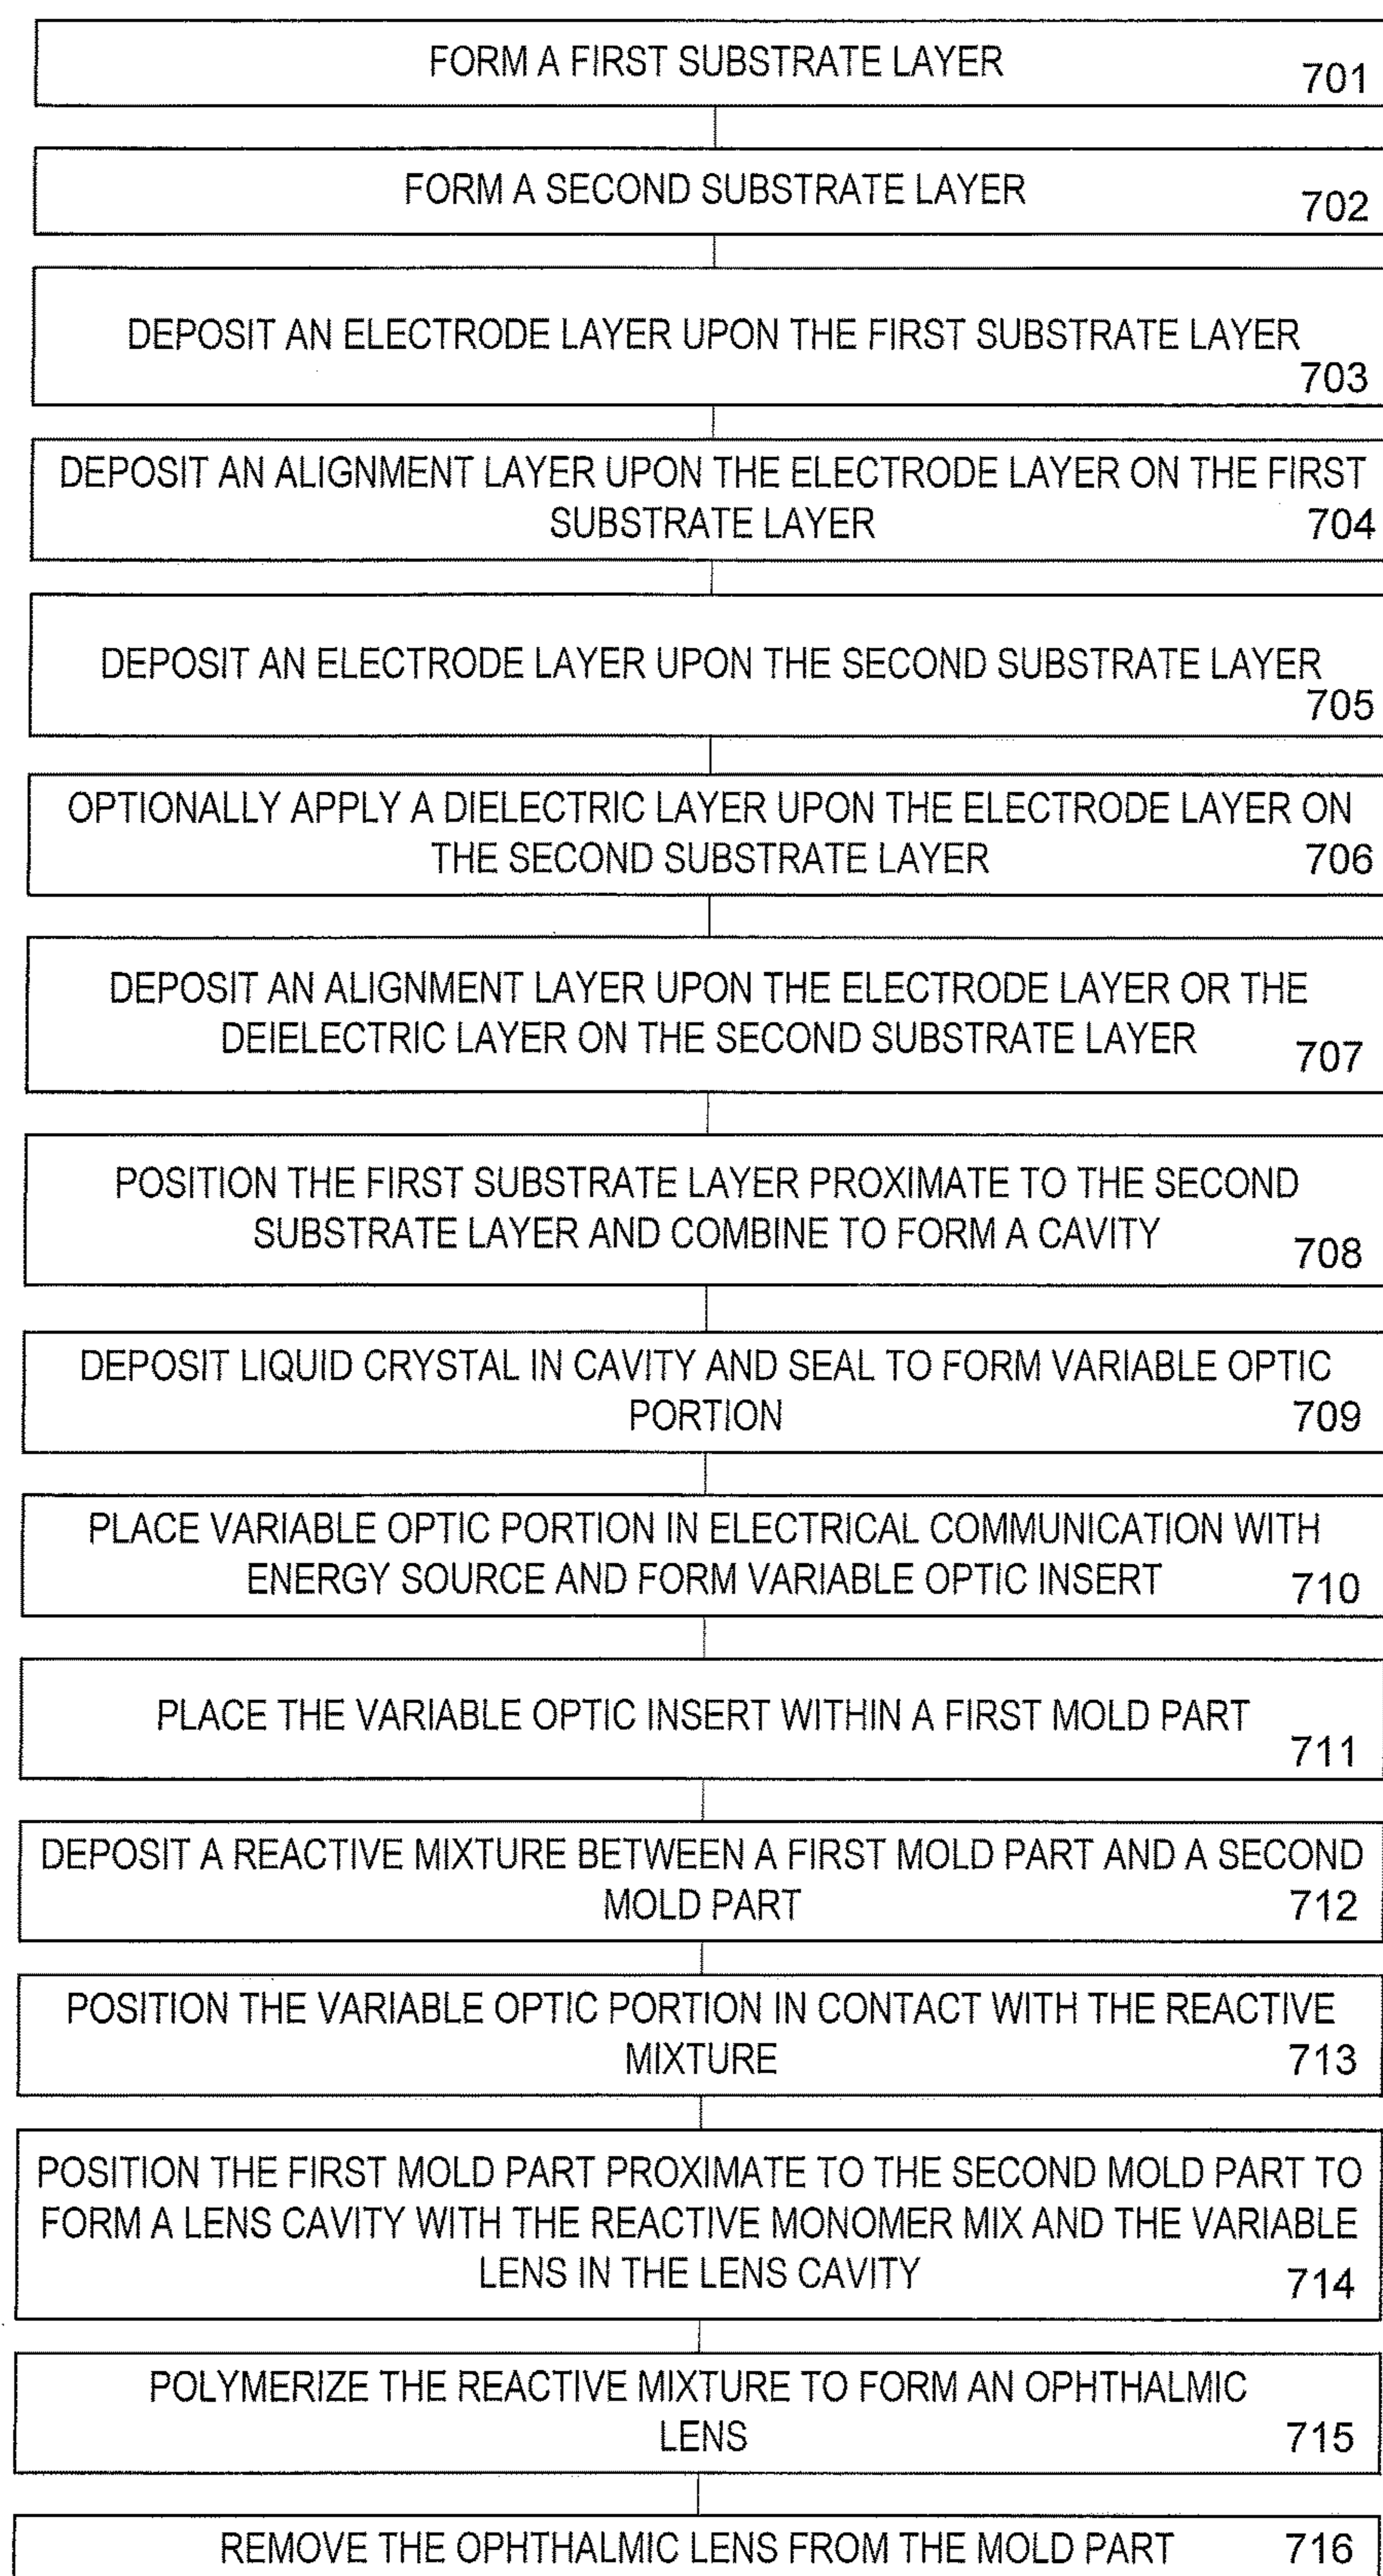 FORM A FIRST SUBSTRATE LAYER
701
FORM A SECOND SUBSTRATE LAYER
702
DEPOSIT AN ELECTRODE LAYER UPON THE FIRST SUBSTRATE LAYER
703
DEPOSIT AN ALIGNMENT LAYER UPON THE ELECTRODE LAYER ON THE FIRST
SUBSTRATE LAYER 704
DEPOSIT AN ELECTRODE LAYER UPON THE SECOND SUBSTRATE LAYER
705
OPTIONALLY APPLY A DIELECTRIC LAYER UPON THE ELECTRODE LAYER ON
THE SECOND SUBSTRATE LAYER 706
DEPOSIT AN ALIGNMENT LAYER UPON THE ELECTRODE LAYER OR THE
DEIELECTRIC LAYER ON THE SECOND SUBSTRATE LAYER 707
POSITION THE FIRST SUBSTRATE LAYER PROXIMATE TO THE SECOND
SUBSTRATE LAYER AND COMBINE TO FORM A CAVITY 708
DEPOSIT LIQUID CRYSTAL IN CAVITY AND SEAL TO FORM VARIABLE OPTIC
PORTION 709
PLACE VARIABLE OPTIC PORTION IN ELECTRICAL COMMUNICATION WITH
ENERGY SOURCE AND FORM VARIABLE OPTIC INSERT 710
PLACE THE VARIABLE OPTIC INSERT WITHIN A FIRST MOLD PART
711
DEPOSIT A REACTIVE MIXTURE BETWEEN A FIRST MOLD PART AND A SECOND
MOLD PART 712
POSITION THE VARIABLE OPTIC PORTION IN CONTACT WITH THE REACTIVE
MIXTURE 713
POSITION THE FIRST MOLD PART PROXIMATE TO THE SECOND MOLD PART TO
FORM A LENS CAVITY WITH THE REACTIVE MONOMER MIX AND THE VARIABLE
LENS IN THE LENS CAVITY 714
POLYMERIZE THE REACTIVE MIXTURE TO FORM AN OPHTHALMIC
LENS 715
REMOVE THE OPHTHALMIC LENS FROM THE MOLD PART 716